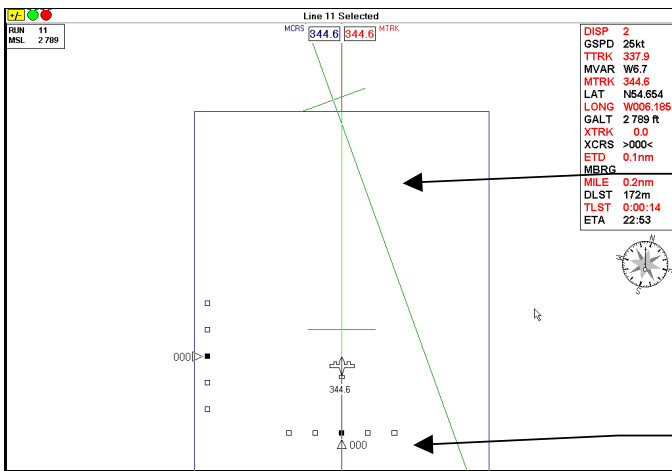 +/-
Line 11 Selected
RUN 11
MSL 2 789
MCRS 344.6 344.6 MTRK
DISP 2
GSPD 25kt
TTRK 337.9
MVAR W6.7
MTRK 344.6
LAT N54.654
LONG W006.185
GALT 2 789 ft
XTRK 0.0
XCRS >000<
ETD 0.1nm
MBRG
MILE 0.2nm
DLST 172m
TLST 0:00:14
ETA 22:53
N
W
S
000
344.6
000